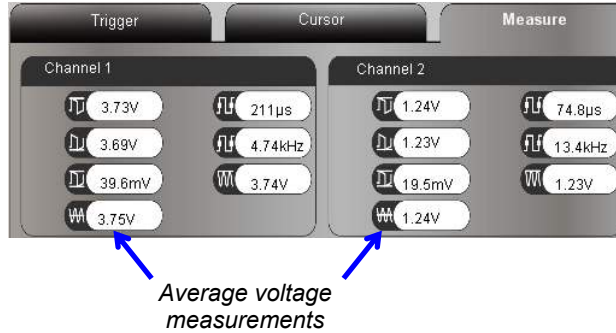 Trigger Cursor Measure
Channel 1 Channel 2
3.73V 211µs 1.24V 74.8µs
3.69V 4.74kHz 1.23V 13.4kHz
39.6mV 3.74V 19.5mV 1.23V
3.75V 1.24V
Average voltage
measurements